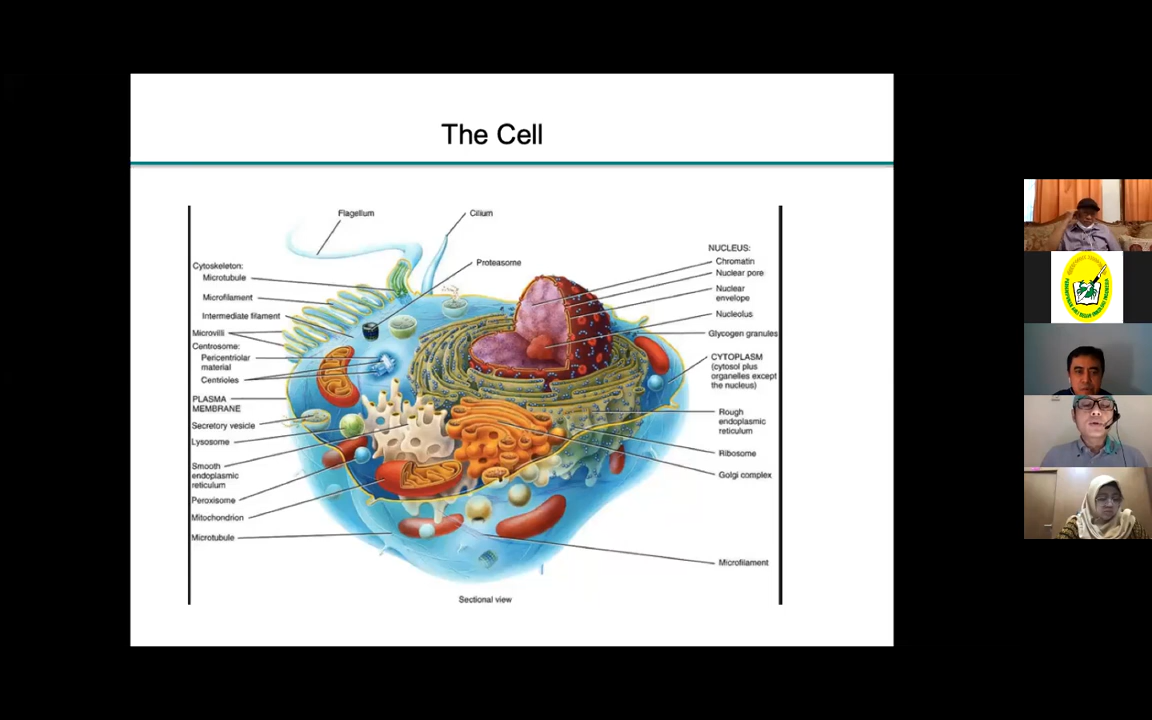 The Cell
Flagellum
Cilium
Proteasome
Cytoskeleton:
Microtubule
Microfilament
Intermediate filament
Microvilli
Centrosome:
Pericentriolar
material
Centrioles
PLASMA
MEMBRANE
Secretory vesicle
Lysosome
Smooth
endoplasmic
reticulum
Peroxisome
Mitochondrion
Microtubule
NUCLEUS:
Chromatin
Nuclear pore
Nuclear
envelope
Nucleolus
Glycogen granules
CYTOPLASM
(cytosol plus
organelles except
the nucleus)
Rough
endoplasmic
reticulum
Ribosome
Golgi complex
Microfilament
Sectional view